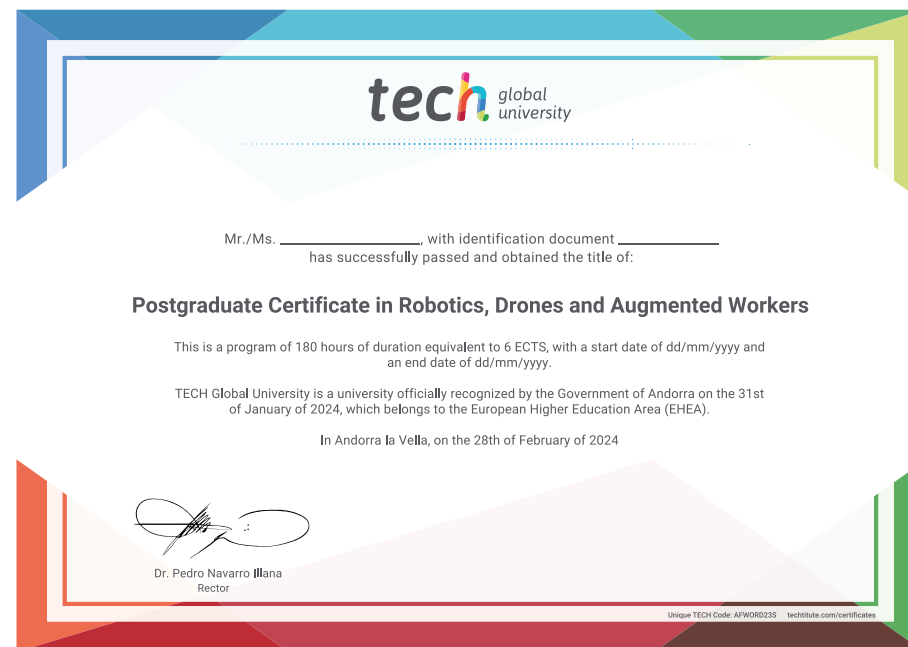 tech global
university
Mr./Ms. ____________________, with identification document ______________
has successfully passed and obtained the title of:
Postgraduate Certificate in Robotics, Drones and Augmented Workers
This is a program of 180 hours of duration equivalent to 6 ECTS, with a start date of dd/mm/yyyy and
an end date of dd/mm/yyyy.
TECH Global University is a university officially recognized by the Government of Andorra on the 31st
of January of 2024, which belongs to the European Higher Education Area (EHEA).
In Andorra la Vella, on the 28th of February of 2024
Dr. Pedro Navarro Illana
Rector
Unique TECH Code: AFWORD23S techtitute.com/certificates